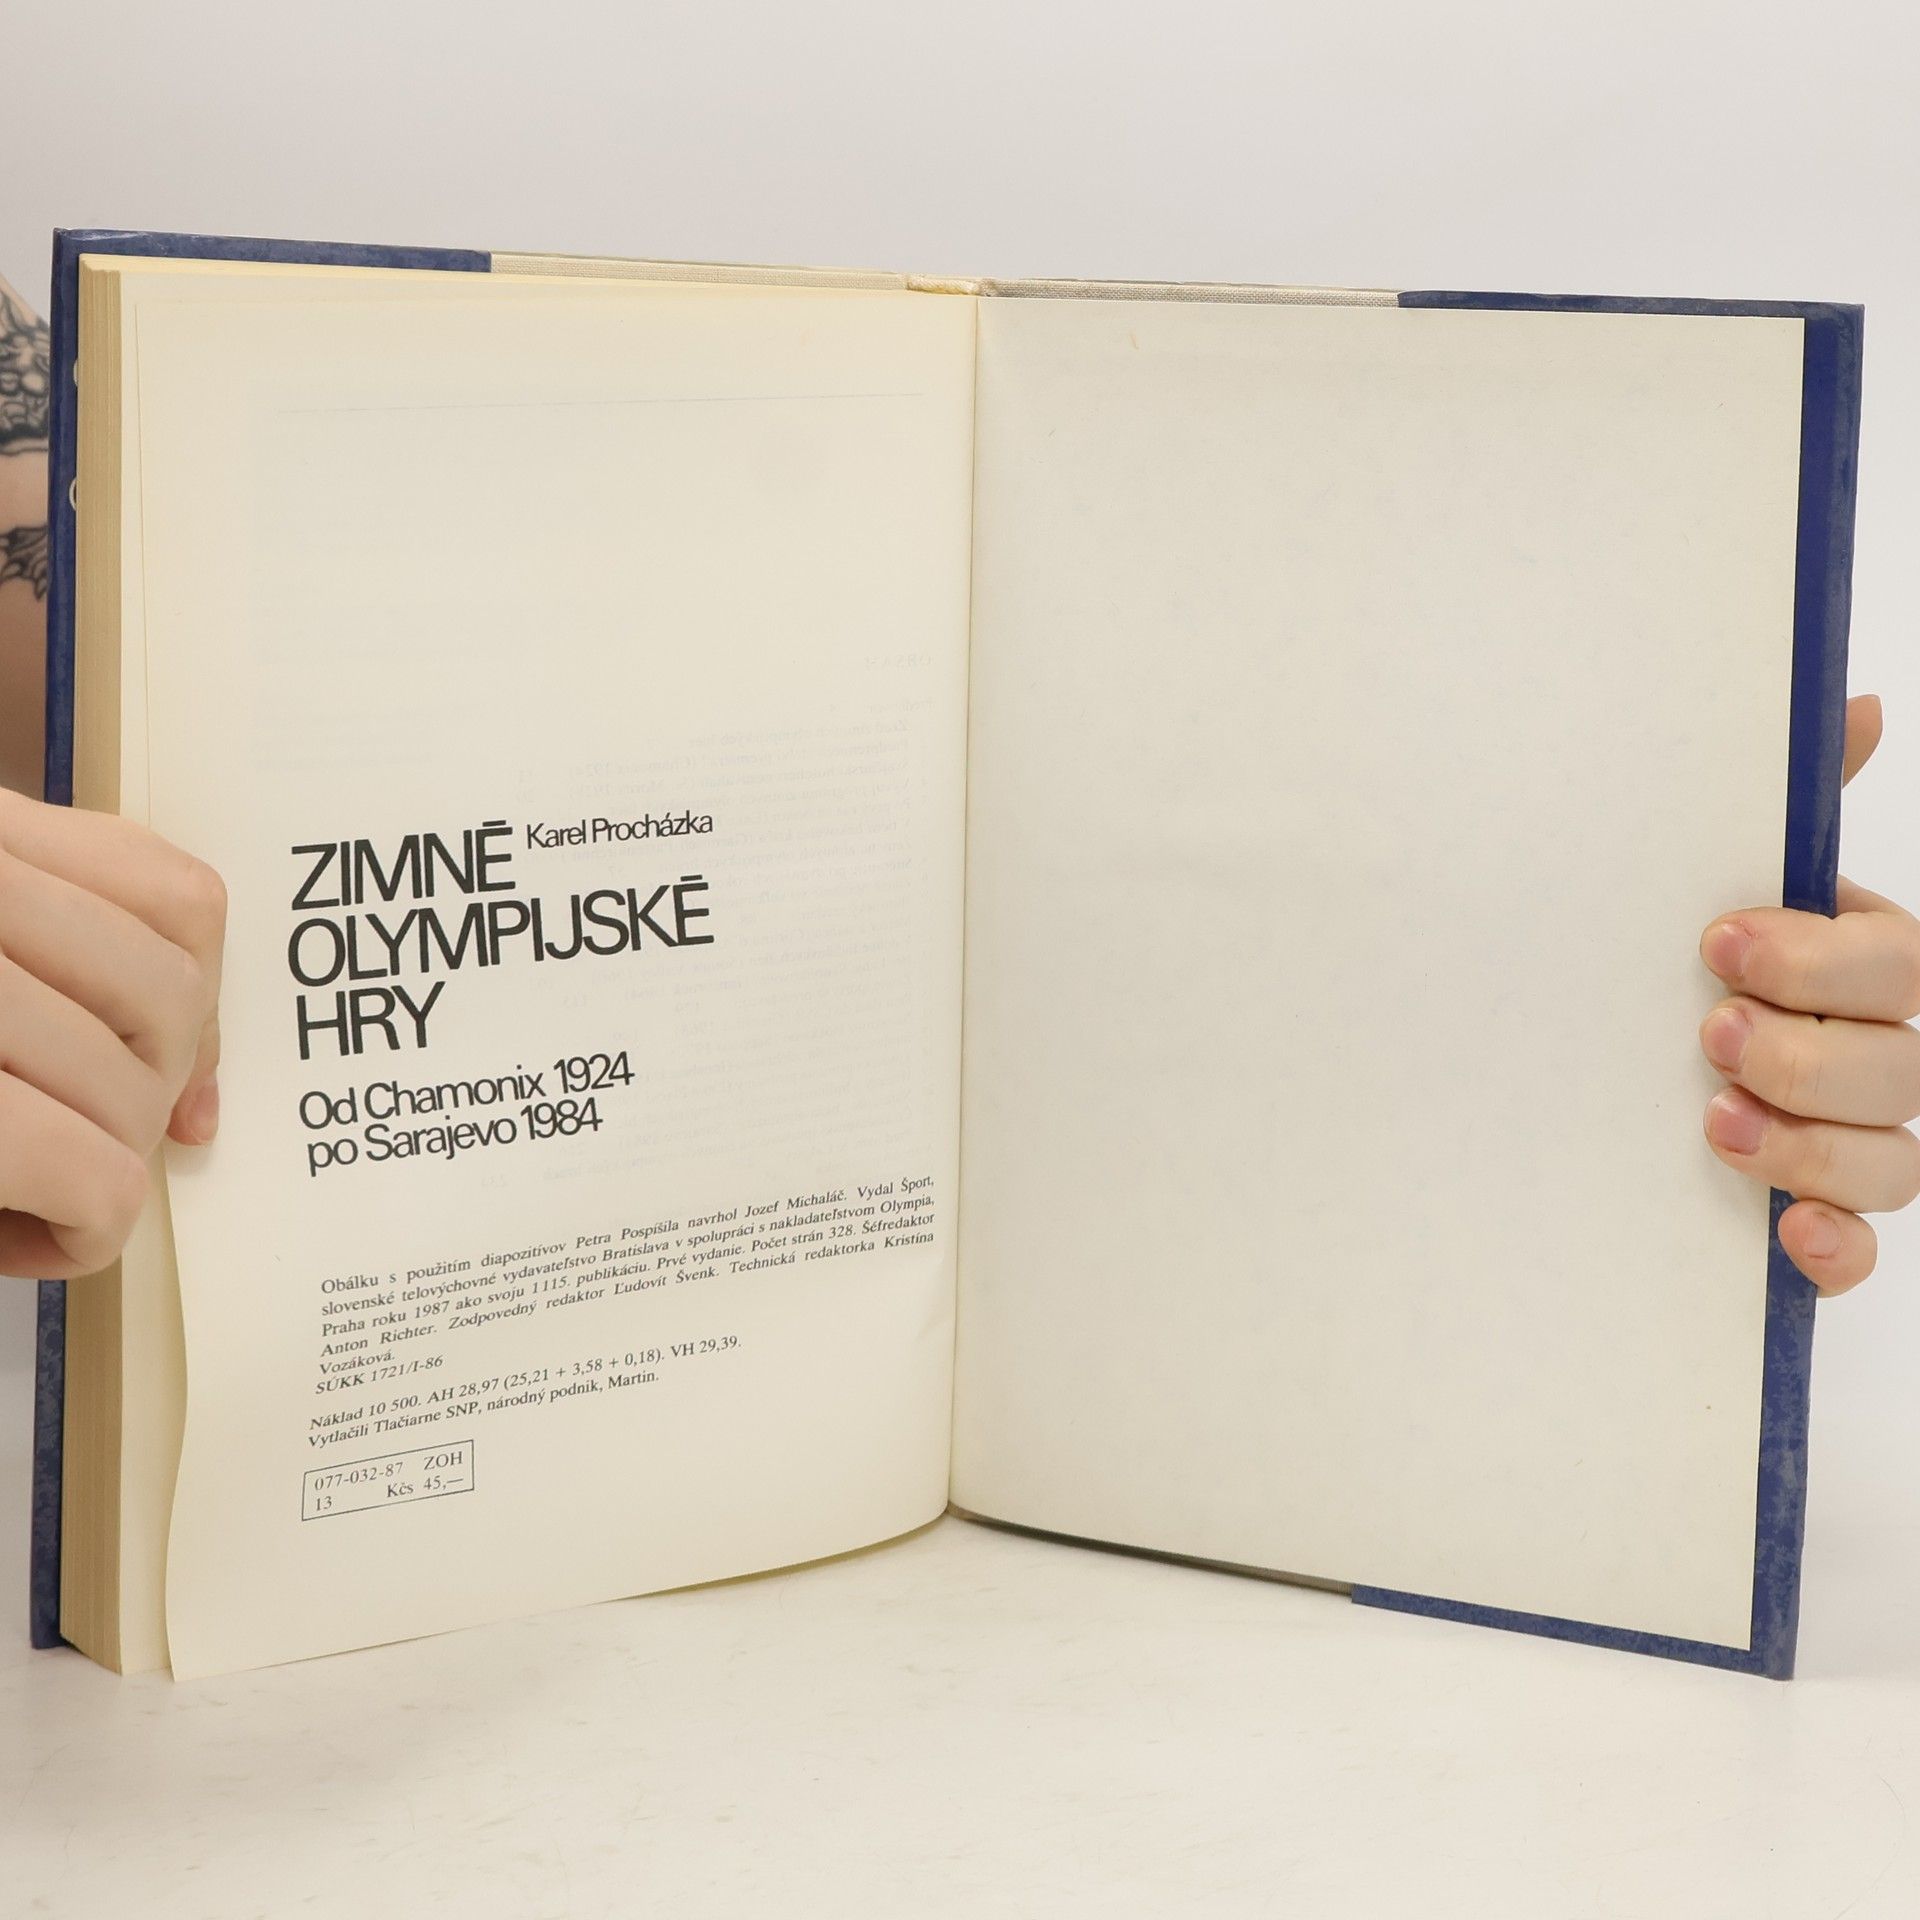 ZIMNÉ Karel Procházka
OLYMPIJSKÉ
HRY
Od Chamonix 1924
po Sarajevo 1984
Obálku s použitím diapozitívov Petra Pospíšila navrhol Jozef Michaláč. Vydal Šport,
slovenské telovýchovné vydavateľstvo Bratislava v spolupráci s nakladateľstvom Olympia,
Praha roku 1987 ako svoju 1 115. publikáciu. Prvé vydanie. Počet strán 328. Šéfredaktor
Anton Richter. Zodpovedný redaktor Ľudovít Švenk. Technická redaktorka Kristína
Vozáková.
SÚKK 1721/I-86
Náklad 10 500. AH 28,97 (25,21 + 3,58 + 0,18). VH 29,39.
Vytlačili Tlačiarne SNP, národný podnik, Martin.
077-032-87 ZOH
13 Kčs 45,—